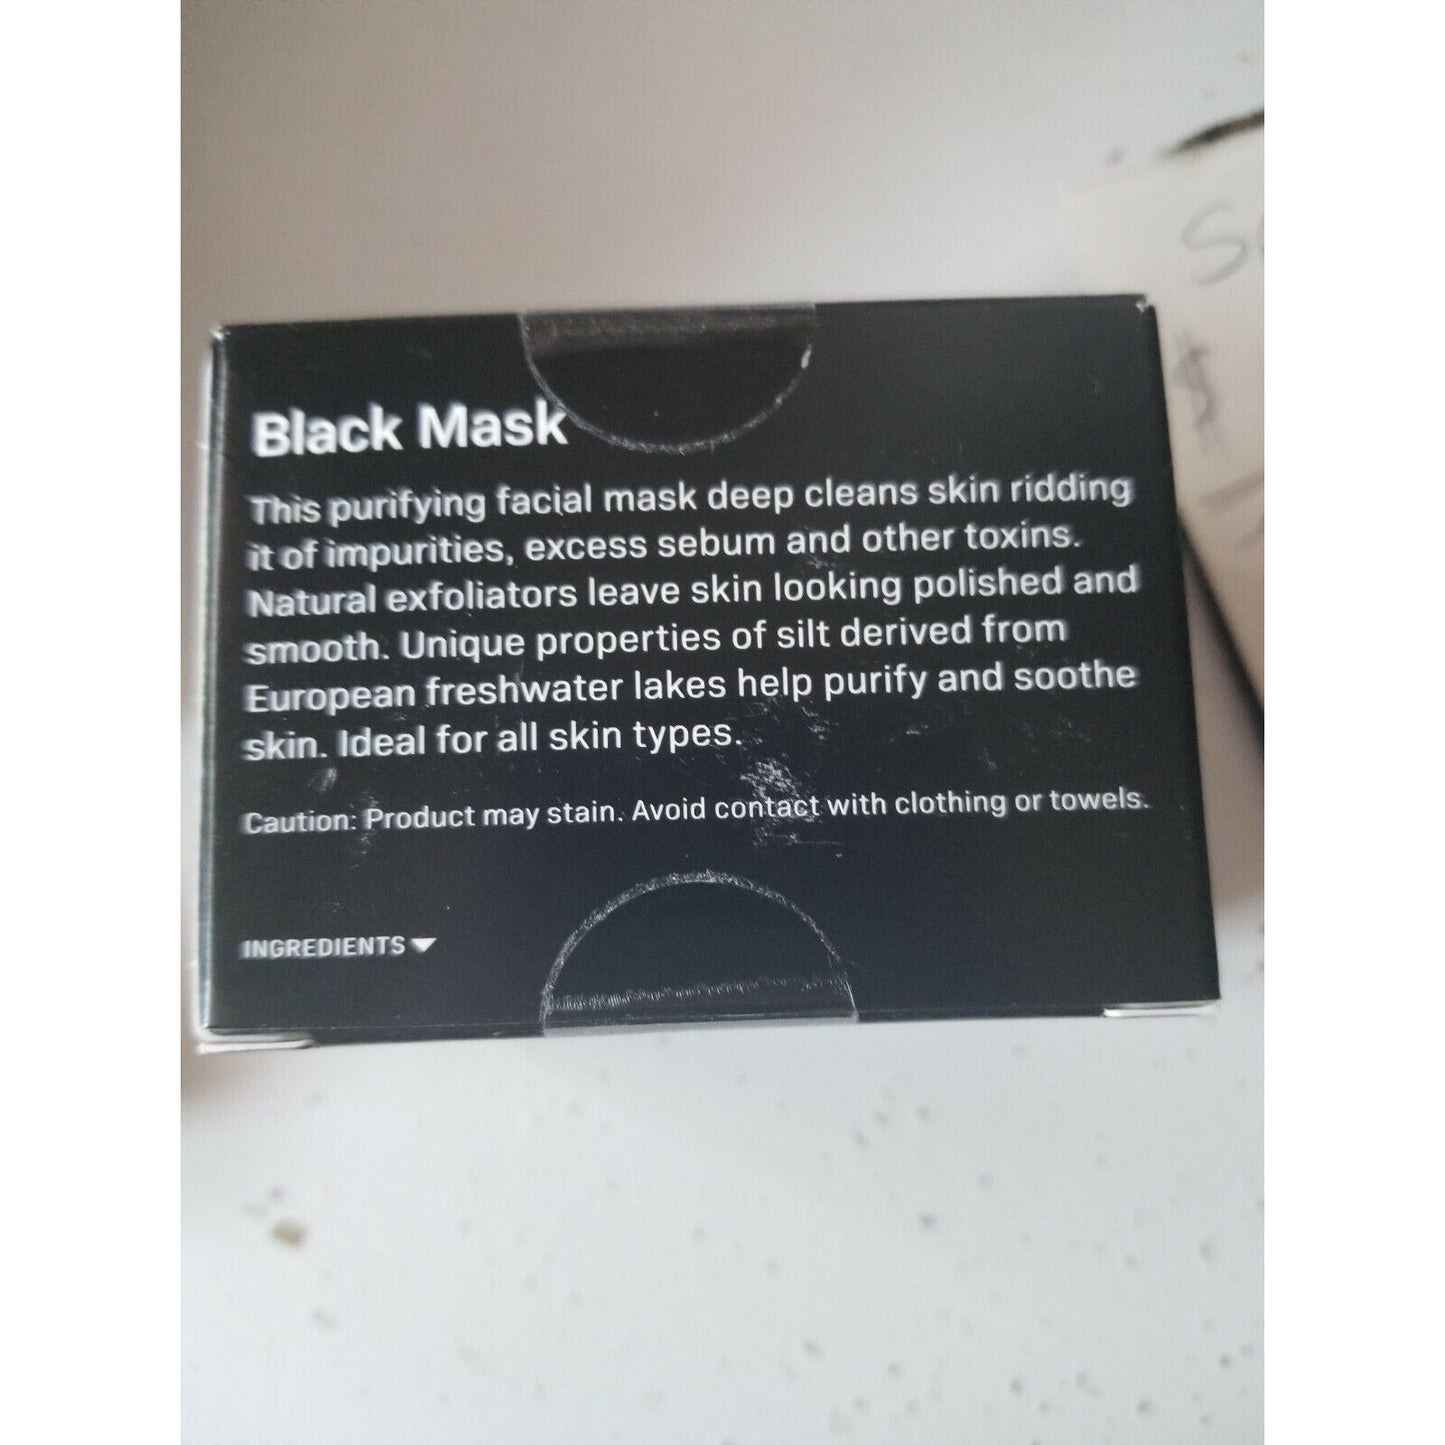 Black Mask
This purifying facial mask deep cleans skin ridding
it of impurities, excess sebum and other toxins.
Natural exfoliators leave skin looking polished and
smooth. Unique properties of silt derived from
European freshwater lakes help purify and soothe
skin. Ideal for all skin types.
Caution: Product may stain. Avoid contact with clothing or towels.
INGREDIENTS
$